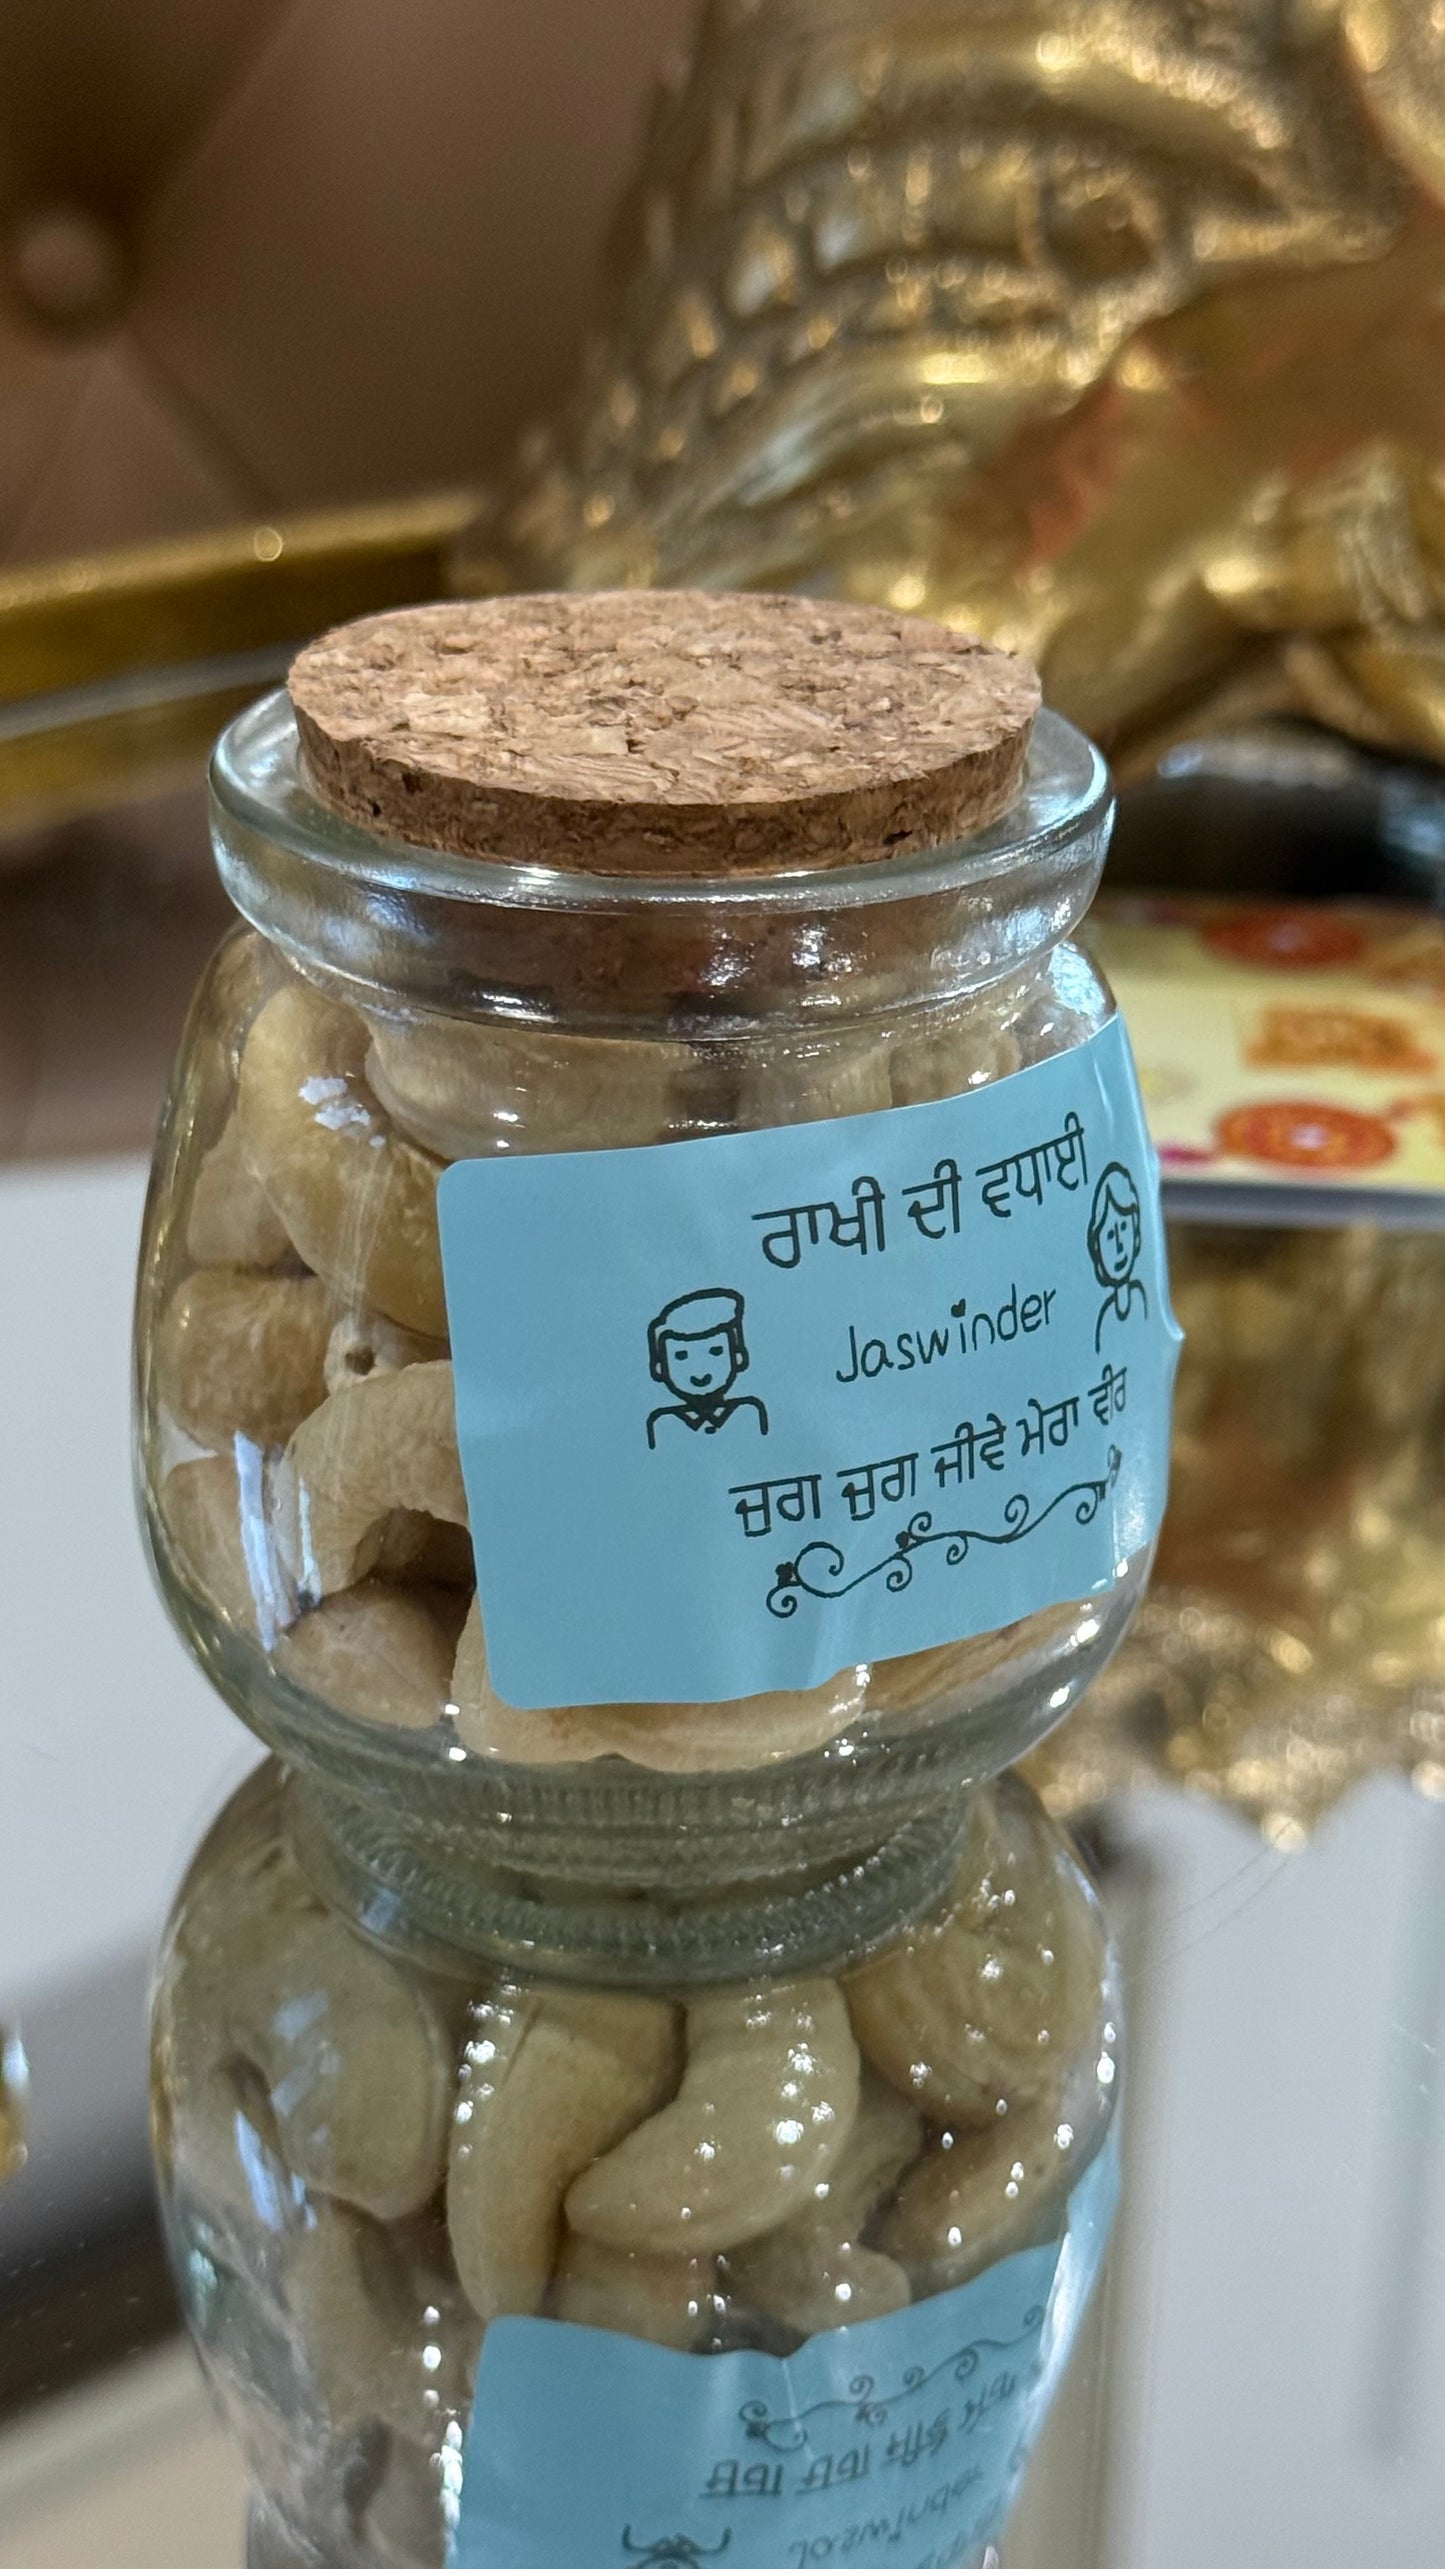 ਰਾਖੀ ਦੀ ਵਧਾਈ
Jaswinder
ਜੁਗ ਜੁਗ ਜੀਵੇ ਮੇਰਾ ਵੀਰ